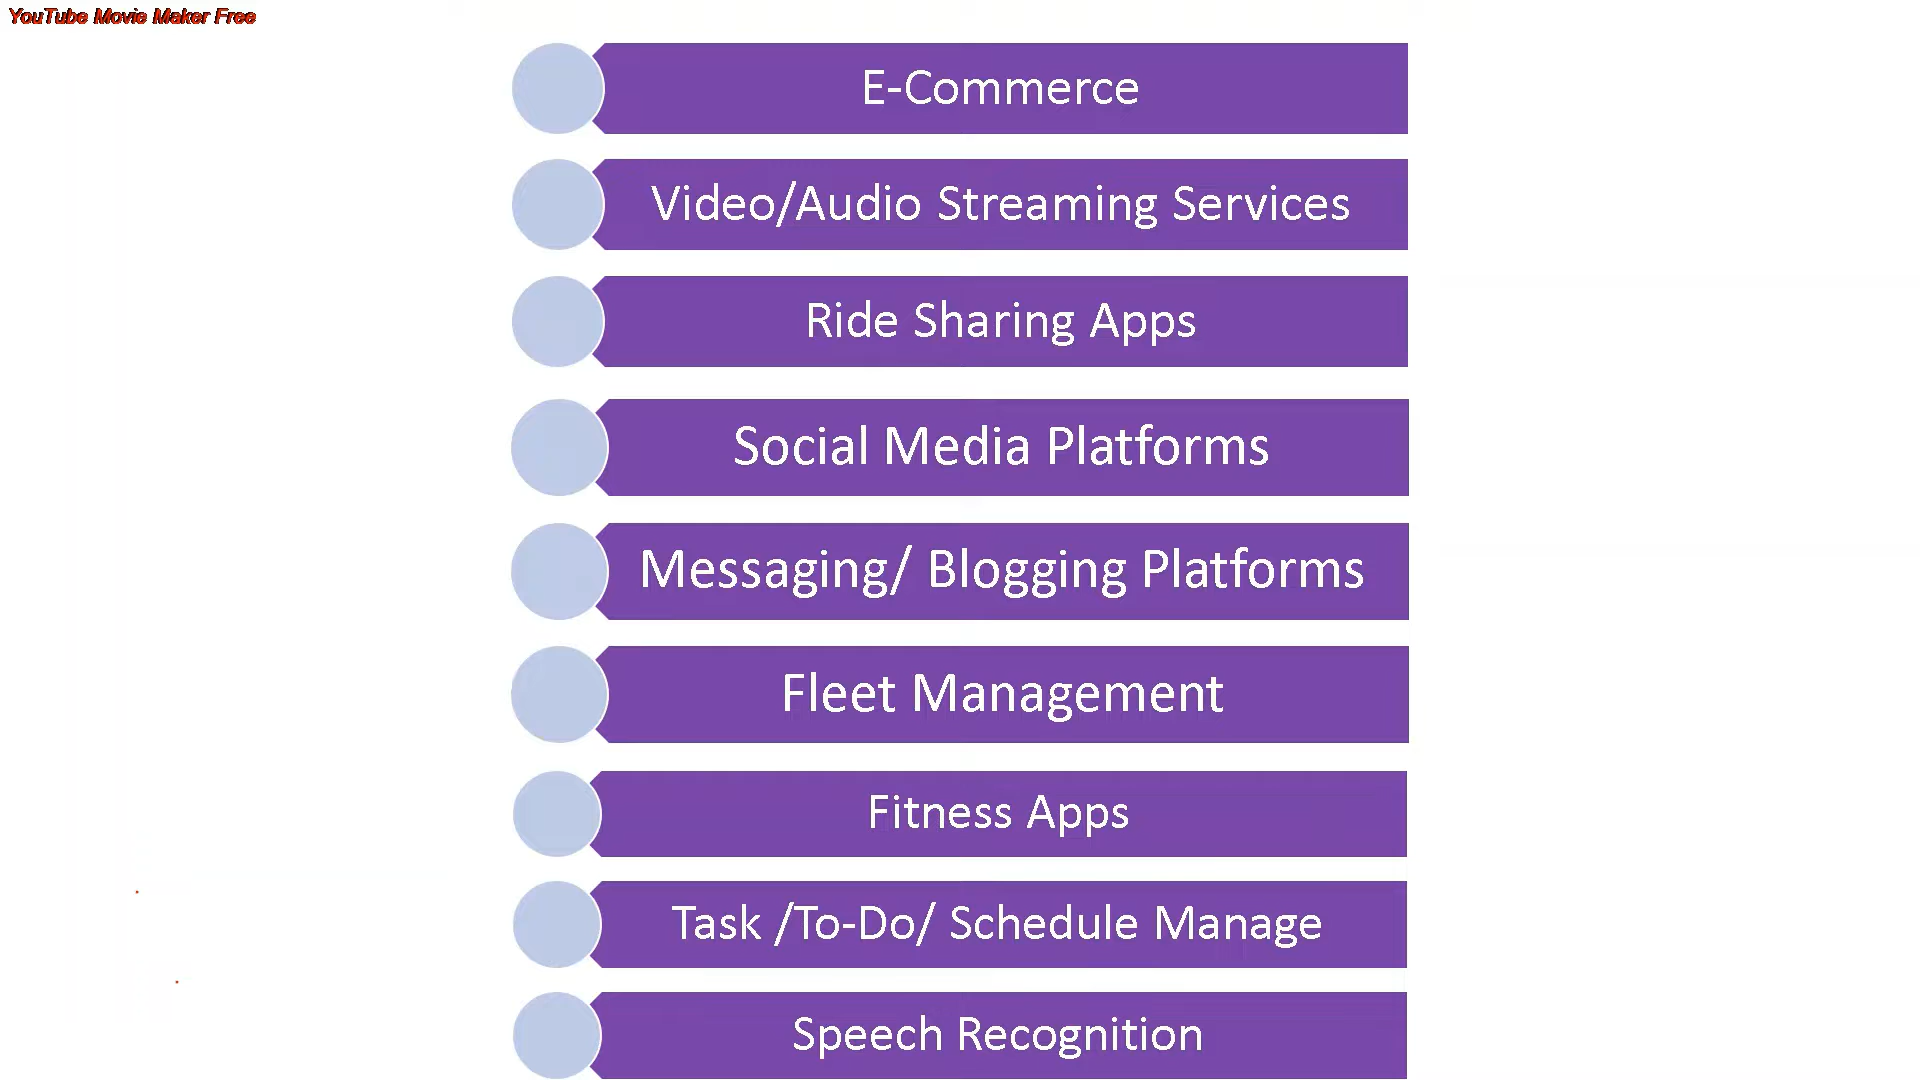 YouTube Movie Maker Free
E-Commerce
Video/Audio Streaming Services
Ride Sharing Apps
Social Media Platforms
Messaging/ Blogging Platforms
Fleet Management
Fitness Apps
Task /To-Do/ Schedule Manage
Speech Recognition